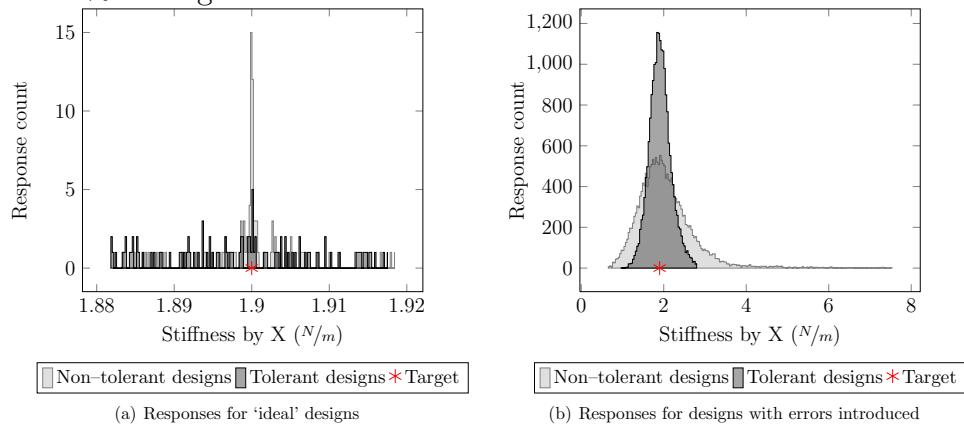 15
10
5
0
Response count
1.88 1.89 1.9 1.91 1.92
Stiffness by X (N/m)
Non–tolerant designs Tolerant designs Target
(a) Responses for ‘ideal’ designs
1,200
1,000
800
600
400
200
0
Response count
0 2 4 6 8
Stiffness by X (N/m)
Non–tolerant designs Tolerant designs Target
(b) Responses for designs with errors introduced